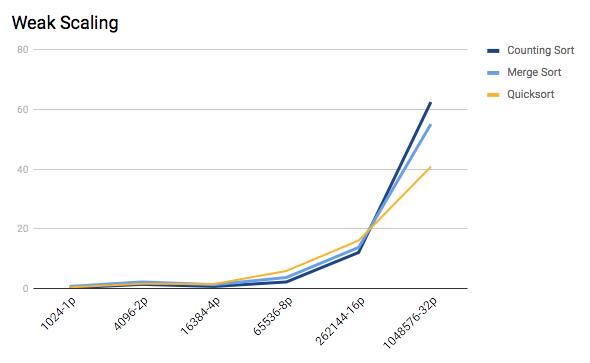 Weak Scaling
80
60
40
20
0
1024-1p
4096-2p
16384-4p
65536-8p
262144-16p
1048576-32p
Counting Sort
Merge Sort
Quicksort